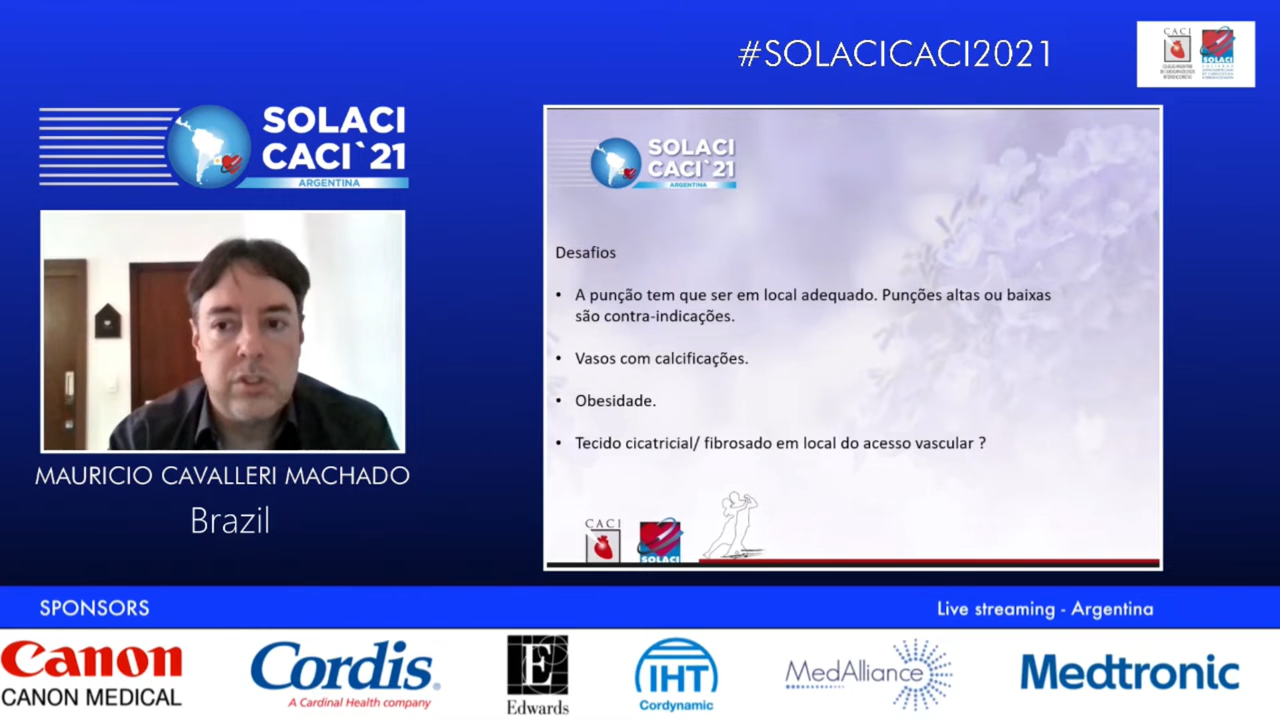 #SOLACICACI2021
CACI
SOLACI
SOLACI
CACI`21
ARGENTINA
SOLACI
CACI`21
ARGENTINA
Desafios
• A punção tem que ser em local adequado. Punções altas ou baixas
são contra-indicações.
• Vasos com calcificações.
• Obesidade.
• Tecido cicatricial/ fibrosado em local do acesso vascular ?
CACI
SOLACI
MAURICIO CAVALLERI MACHADO
Brazil
SPONSORS
Live streaming - Argentina
Canon
CANON MEDICAL
Cordis
A Cardinal Health company
E
Edwards
IHT
Cordynamic
MedAlliance
Medtronic